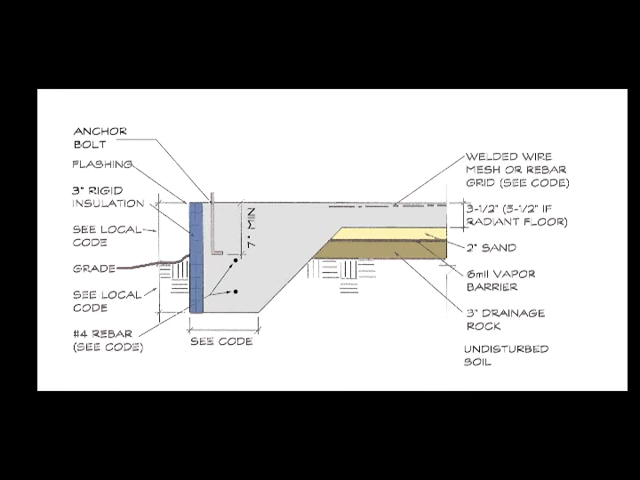 ANCHOR
BOLT
FLASHING
3" RIGID
INSULATION
SEE LOCAL
CODE
GRADE
SEE LOCAL
CODE
#4 REBAR
(SEE CODE)
7" MIN
SEE CODE
WELDED WIRE
MESH OR REBAR
GRID (SEE CODE)
3-1/2" (5-1/2" IF
RADIANT FLOOR)
2" SAND
6mil VAPOR
BARRIER
3" DRAINAGE
ROCK
UNDISTURBED
SOIL